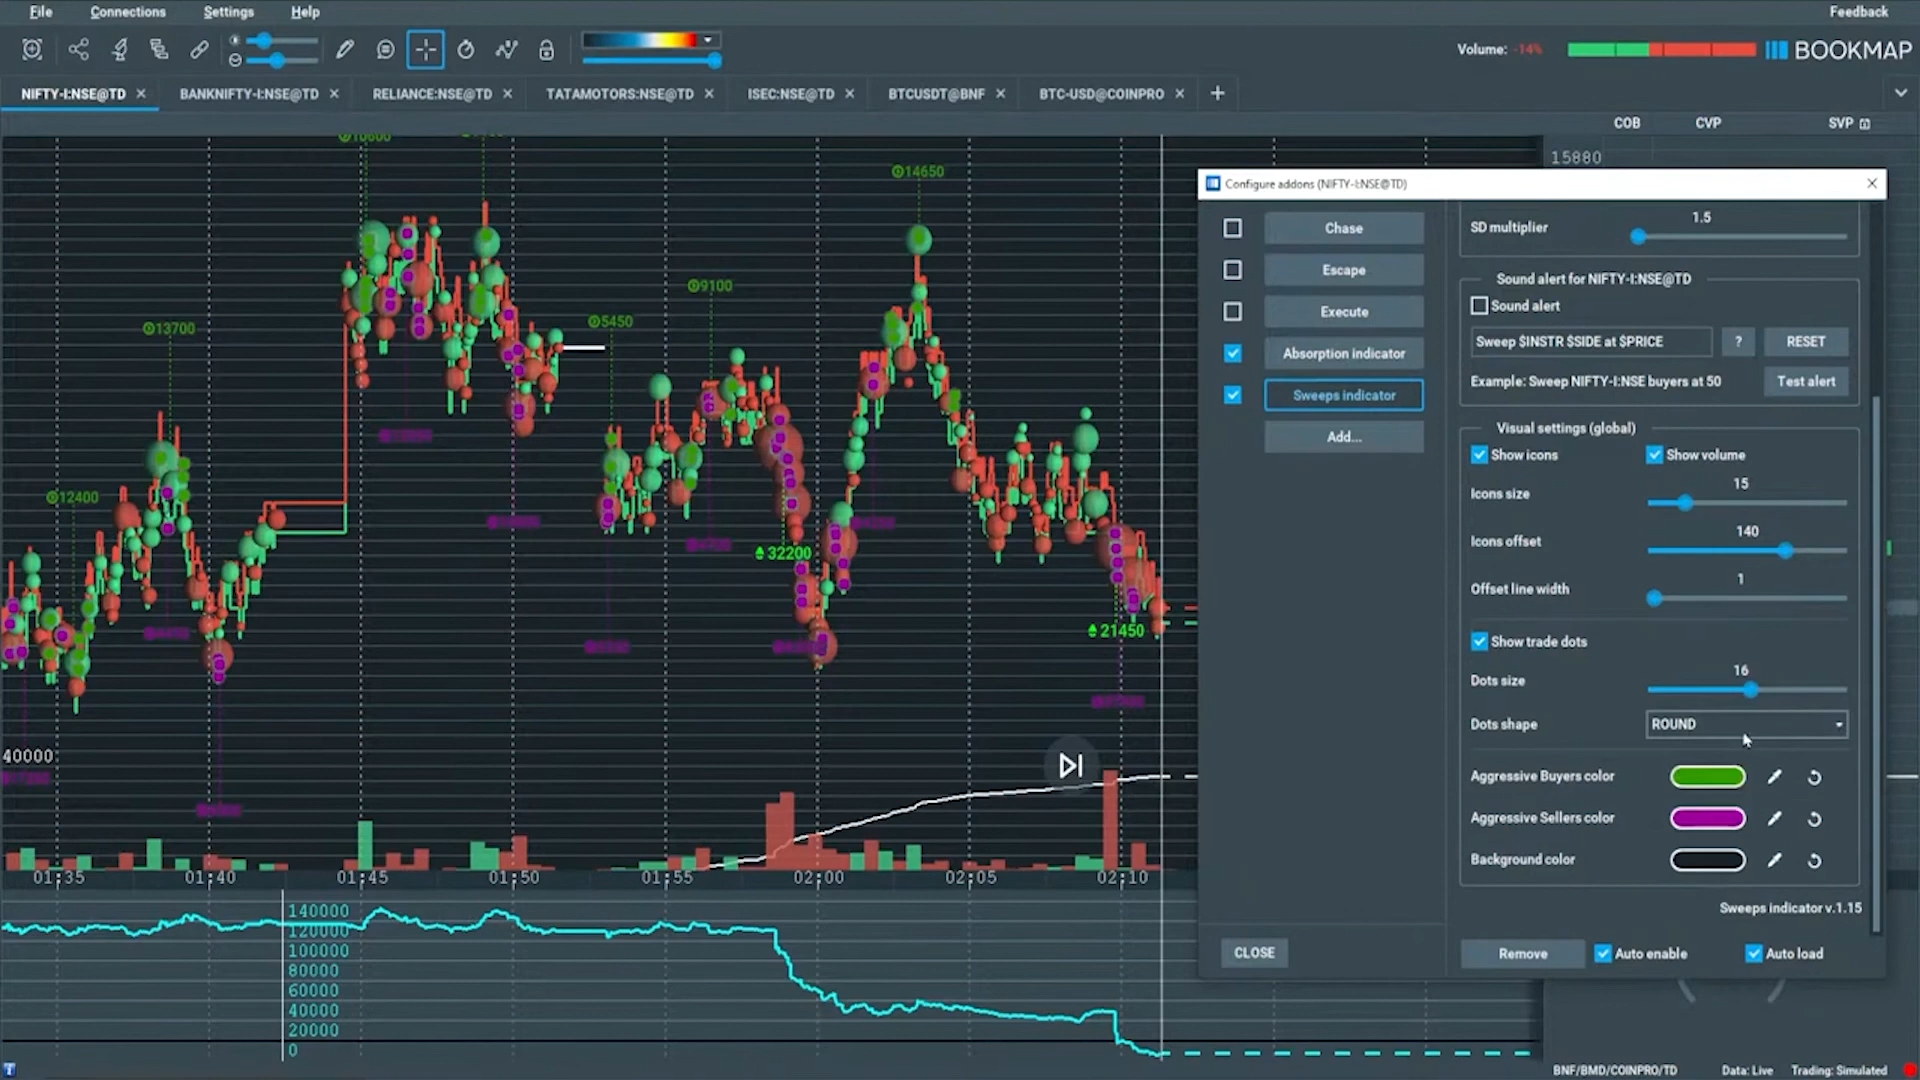 File Connections Settings Help Feedback
Volume: -14% BOOKMAP
NIFTY-I:NSE@TD BANKNIFTY-I:NSE@TD RELIANCE:NSE@TD TATAMOTORS:NSE@TD ISEC:NSE@TD BTCUSDT@BNF BTC-USD@COINPRO
COB CVP SVP
15880
14650
13700
5450
9100
12400
32200
21450
40000
01:35 01:40 01:45 01:50 01:55 02:00 02:05 02:10
140000
120000
100000
80000
60000
40000
20000
0
Configure addons (NIFTY-I:NSE@TD)
Chase
Escape
Execute
Absorption indicator
Sweeps indicator
Add...
CLOSE
SD multiplier 1.5
Sound alert for NIFTY-I:NSE@TD
Sound alert
Sweep $INSTR $SIDE at $PRICE ? RESET
Example: Sweep NIFTY-I:NSE buyers at 50 Test alert
Visual settings (global)
Show icons Show volume
Icons size 15
Icons offset 140
Offset line width 1
Show trade dots
Dots size 16
Dots shape ROUND
Aggressive Buyers color
Aggressive Sellers color
Background color
Sweeps indicator v.1.15
Remove Auto enable Auto load
BNF/BMD/COINPRO/TD Data: Live Trading: Simulated